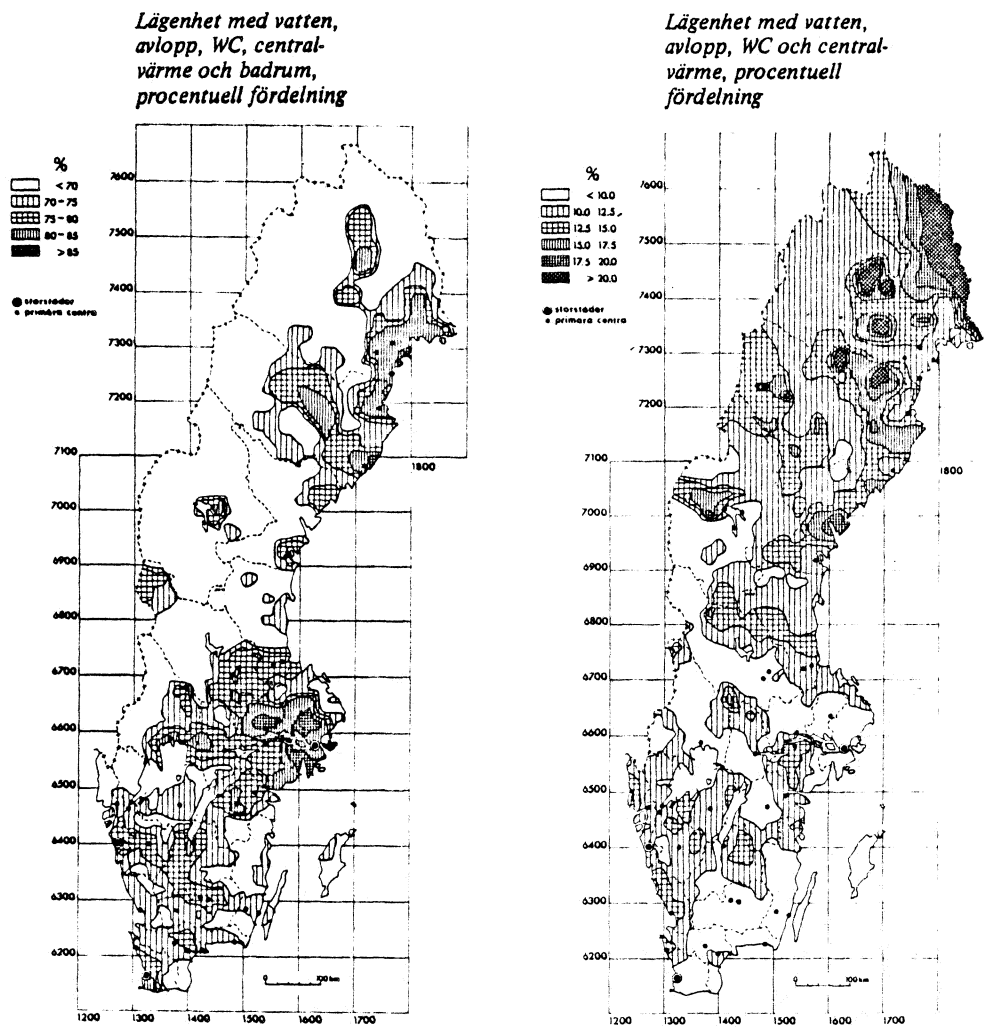 Lägenhet med vatten,
avlopp, WC, central-
värme och badrum,
procentuell fördelning
%
< 70
70–75
75–80
80–85
> 85
storstäder
primära centra
7600
7500
7400
7300
7200
7100
7000
6900
6800
6700
6600
6500
6400
6300
6200
1800
0 100 km
1200 1300 1400 1500 1600 1700
Lägenhet med vatten,
avlopp, WC och central-
värme, procentuell
fördelning
%
< 10.0
10.0 12.5
12.5 15.0
15.0 17.5
17.5 20.0
> 20.0
storstäder
primära centra
7600
7500
7400
7300
7200
7100
7000
6900
6800
6700
6600
6500
6400
6300
6200
1800
0 100 km
1200 1300 1400 1500 1600 1700